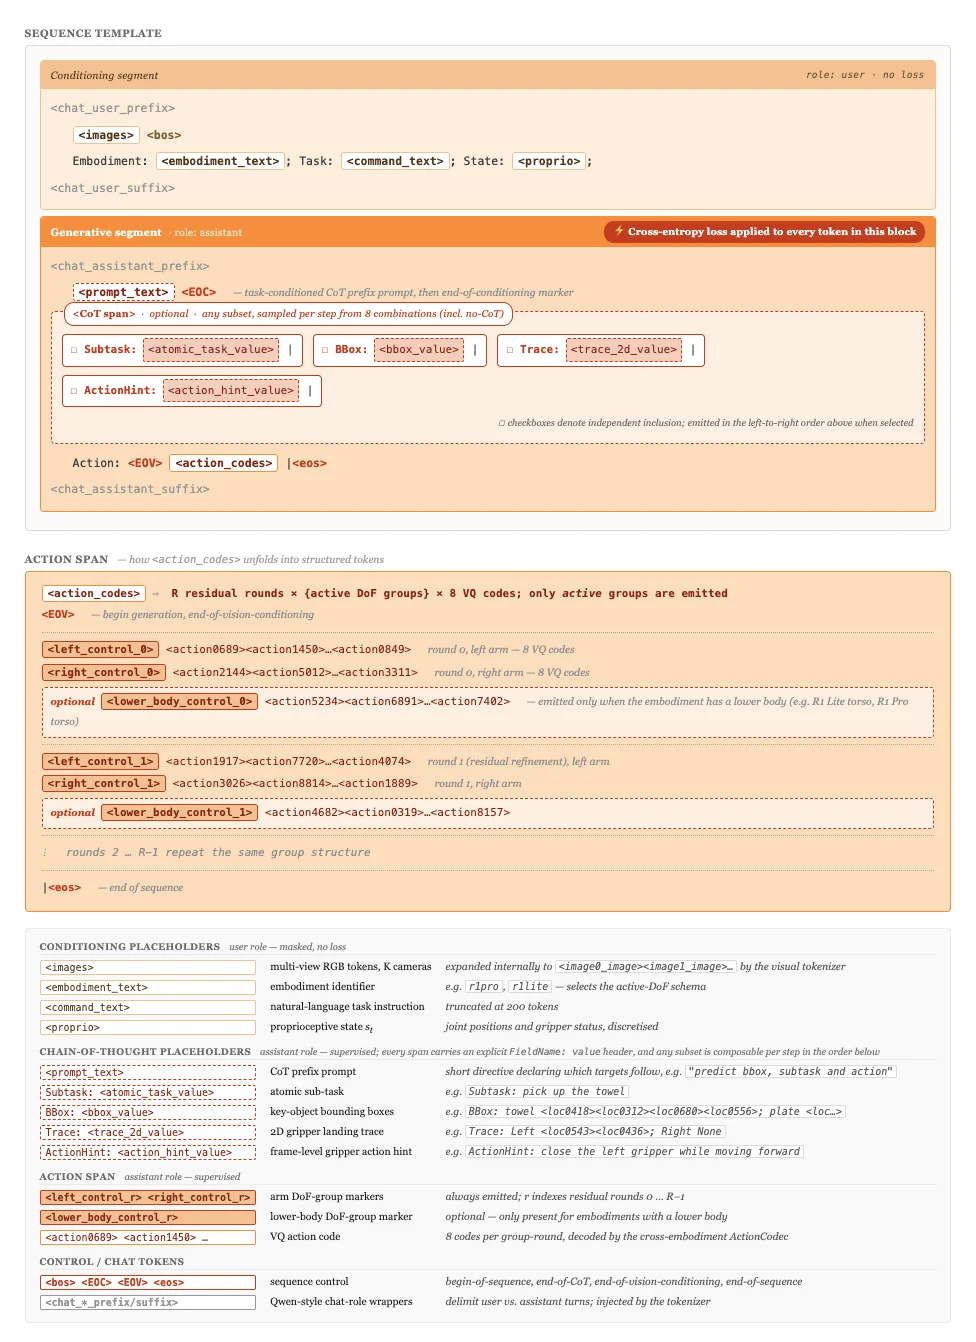 SEQUENCE TEMPLATE
Conditioning segment role: user · no loss
<chat_user_prefix>
<images> <bos>
Embodiment: <embodiment_text>; Task: <command_text>; State: <proprio>;
<chat_user_suffix>
Generative segment · role: assistant ⚡ Cross-entropy loss applied to every token in this block
<chat_assistant_prefix>
<prompt_text> <EOC> — task-conditioned CoT prefix prompt, then end-of-conditioning marker
<CoT span> · optional · any subset, sampled per step from 8 combinations (incl. no-CoT)
□ Subtask: <atomic_task_value> | □ BBox: <bbox_value> | □ Trace: <trace_2d_value> |
□ ActionHint: <action_hint_value> |
□ checkboxes denote independent inclusion; emitted in the left-to-right order above when selected
Action: <EOV> <action_codes> |<eos>
<chat_assistant_suffix>
ACTION SPAN — how <action_codes> unfolds into structured tokens
<action_codes> → R residual rounds × {active DoF groups} × 8 VQ codes; only active groups are emitted
<EOV> — begin generation, end-of-vision-conditioning
<left_control_0> <action0689><action1450>…<action0849> round 0, left arm — 8 VQ codes
<right_control_0> <action2144><action5012>…<action3311> round 0, right arm — 8 VQ codes
optional <lower_body_control_0> <action5234><action6891>…<action7402> — emitted only when the embodiment has a lower body (e.g. R1 Lite torso, R1 Pro
torso)
<left_control_1> <action1917><action7720>…<action4074> round 1 (residual refinement), left arm
<right_control_1> <action3026><action8814>…<action1889> round 1, right arm
optional <lower_body_control_1> <action4682><action0319>…<action8157>
⋮ rounds 2 … R−1 repeat the same group structure
|<eos> — end of sequence
CONDITIONING PLACEHOLDERS user role — masked, no loss
<images> multi-view RGB tokens, K cameras expanded internally to <image0_image><image1_image>… by the visual tokenizer
<embodiment_text> embodiment identifier e.g. r1pro, r1lite — selects the active-DoF schema
<command_text> natural-language task instruction truncated at 200 tokens
<proprio> proprioceptive state st joint positions and gripper status, discretised
CHAIN-OF-THOUGHT PLACEHOLDERS assistant role — supervised; every span carries an explicit FieldName: value header, and any subset is composable per step in the order below
<prompt_text> CoT prefix prompt short directive declaring which targets follow, e.g. "predict bbox, subtask and action"
Subtask: <atomic_task_value> atomic sub-task e.g. Subtask: pick up the towel
BBox: <bbox_value> key-object bounding boxes e.g. BBox: towel <loc0418><loc0312><loc0680><loc0556>; plate <loc…>
Trace: <trace_2d_value> 2D gripper landing trace e.g. Trace: Left <loc0543><loc0436>; Right None
ActionHint: <action_hint_value> frame-level gripper action hint e.g. ActionHint: close the left gripper while moving forward
ACTION SPAN assistant role — supervised
<left_control_r> <right_control_r> arm DoF-group markers always emitted; r indexes residual rounds 0 … R−1
<lower_body_control_r> lower-body DoF-group marker optional — only present for embodiments with a lower body
<action0689> <action1450> … VQ action code 8 codes per group-round, decoded by the cross-embodiment ActionCodec
CONTROL / CHAT TOKENS
<bos> <EOC> <EOV> <eos> sequence control begin-of-sequence, end-of-CoT, end-of-vision-conditioning, end-of-sequence
<chat_*_prefix/suffix> Qwen-style chat-role wrappers delimit user vs. assistant turns; injected by the tokenizer